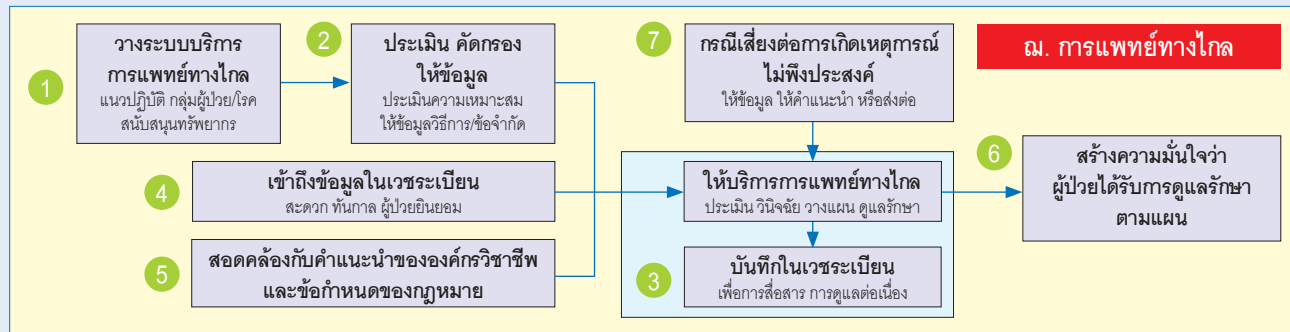 1
วางระบบบริการ
การแพทย์ทางไกล
แนวปฏิบัติ กลุ่มผู้ป่วย/โรค
สนับสนุนทรัพยากร
2
ประเมิน คัดกรอง
ให้ข้อมูล
ประเมินความเหมาะสม
ให้ข้อมูลวิธีการ/ข้อจำกัด
7
กรณีเสี่ยงต่อการเกิดเหตุการณ์
ไม่พึงประสงค์
ให้ข้อมูล ให้คำแนะนำ หรือส่งต่อ
ฌ. การแพทย์ทางไกล
4
เข้าถึงข้อมูลในเวชระเบียน
สะดวก ทันกาล ผู้ป่วยยินยอม
ให้บริการการแพทย์ทางไกล
ประเมิน วินิจฉัย วางแผน ดูแลรักษา
6
สร้างความมั่นใจว่า
ผู้ป่วยได้รับการดูแลรักษา
ตามแผน
5
สอดคล้องกับคำแนะนำขององค์กรวิชาชีพ
และข้อกำหนดของกฎหมาย
3
บันทึกในเวชระเบียน
เพื่อการสื่อสาร การดูแลต่อเนื่อง